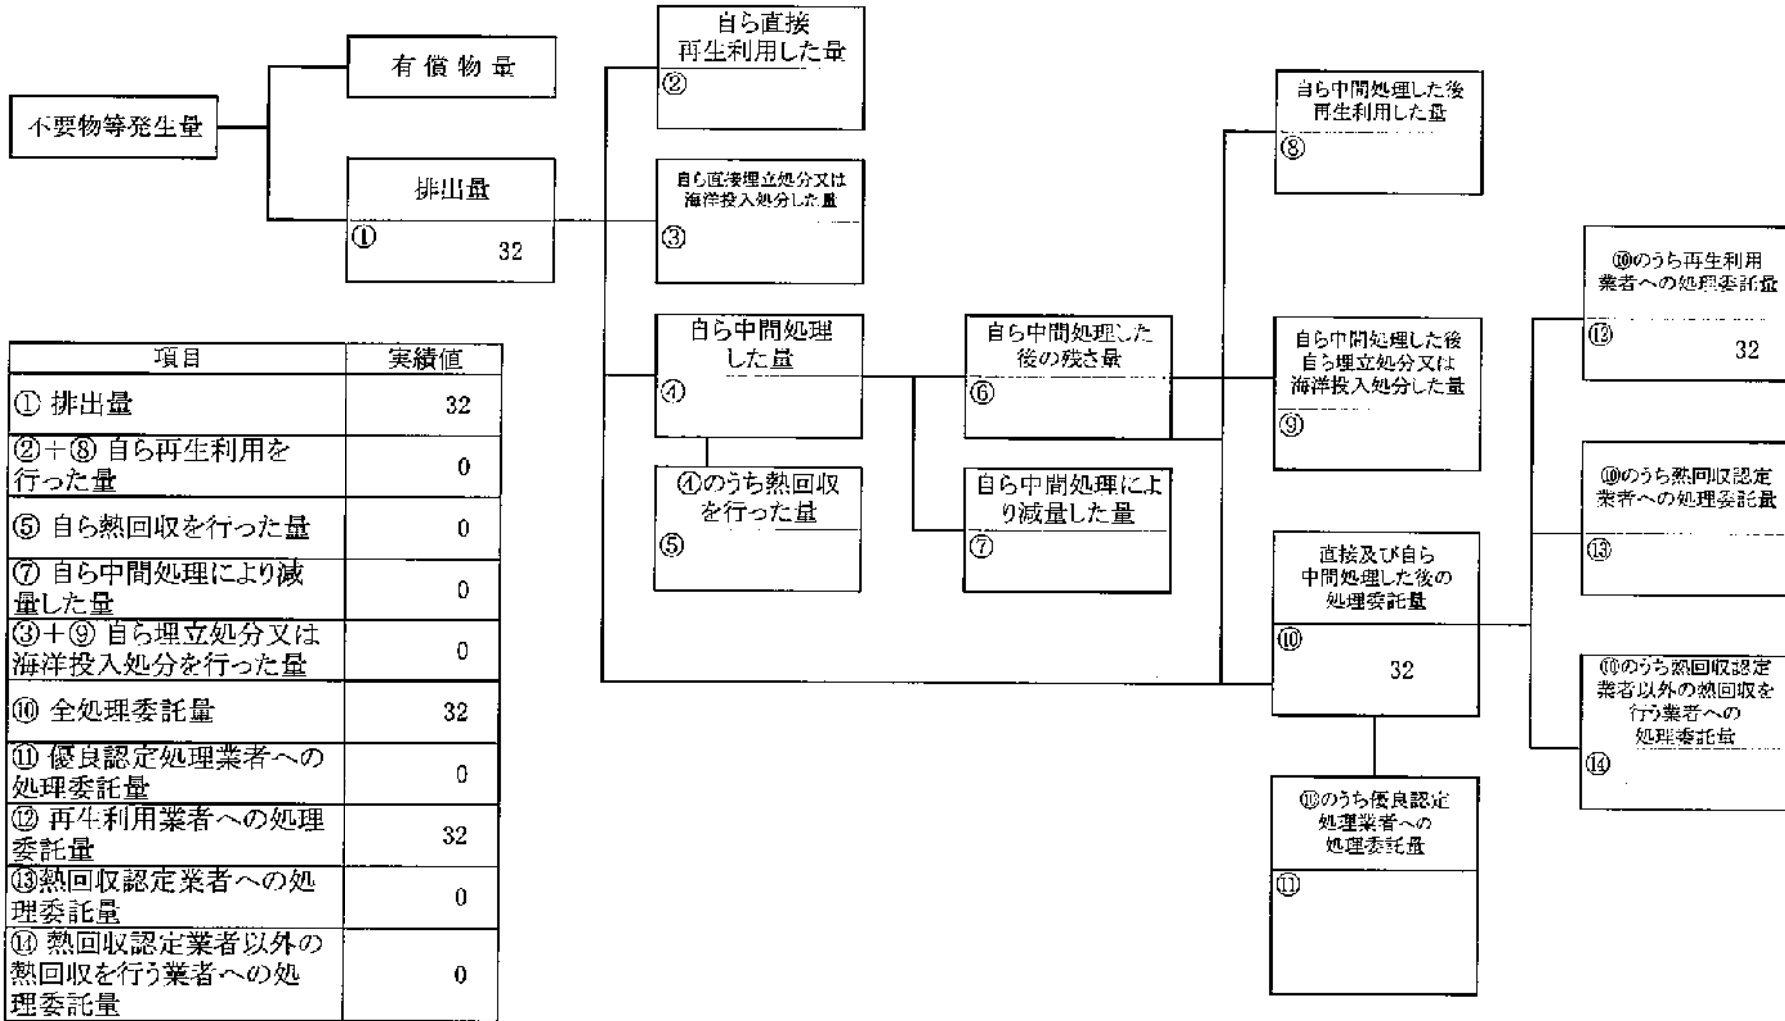 不要物等発生量
有償物量
排出量
①
32
自ら直接
再生利用した量
②
自ら直接埋立処分又は
海洋投入処分した量
③
自ら中間処理
した量
④
④のうち熱回収
を行った量
⑤
自ら中間処理した
後の残さ量
⑥
自ら中間処理によ
り減量した量
⑦
自ら中間処理した後
再生利用した量
⑧
自ら中間処理した後
自ら埋立処分又は
海洋投入処分した量
⑨
直接及び自ら
中間処理した後の
処理委託量
⑩
32
⑩のうち優良認定
処理業者への
処理委託量
⑪
⑩のうち再生利用
業者への処理委託量
⑫
32
⑩のうち熱回収認定
業者への処理委託量
⑬
⑩のうち熱回収認定
業者以外の熱回収を
行う業者への
処理委託量
⑭
項目 実績値
① 排出量 32
②+⑧ 自ら再生利用を
行った量 0
⑤ 自ら熱回収を行った量 0
⑦ 自ら中間処理により減
量した量 0
③+⑨ 自ら埋立処分又は
海洋投入処分を行った量 0
⑩ 全処理委託量 32
⑪ 優良認定処理業者への
処理委託量 0
⑫ 再生利用業者への処理
委託量 32
⑬熱回収認定業者への処
理委託量 0
⑭ 熱回収認定業者以外の
熱回収を行う業者への処
理委託量 0